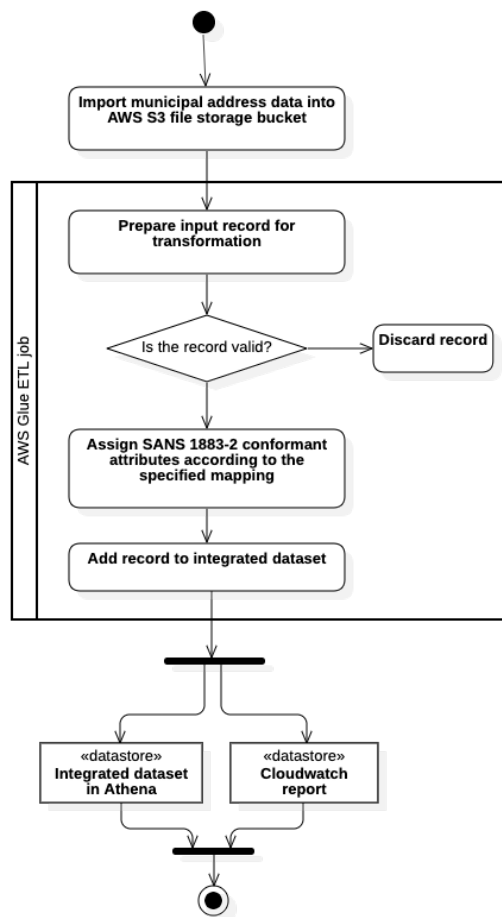 Import municipal address data into
AWS S3 file storage bucket
AWS Glue ETL job
Prepare input record for
transformation
Is the record valid?
Discard record
Assign SANS 1883-2 conformant
attributes according to the
specified mapping
Add record to integrated dataset
«datastore»
Integrated dataset
in Athena
«datastore»
Cloudwatch
report